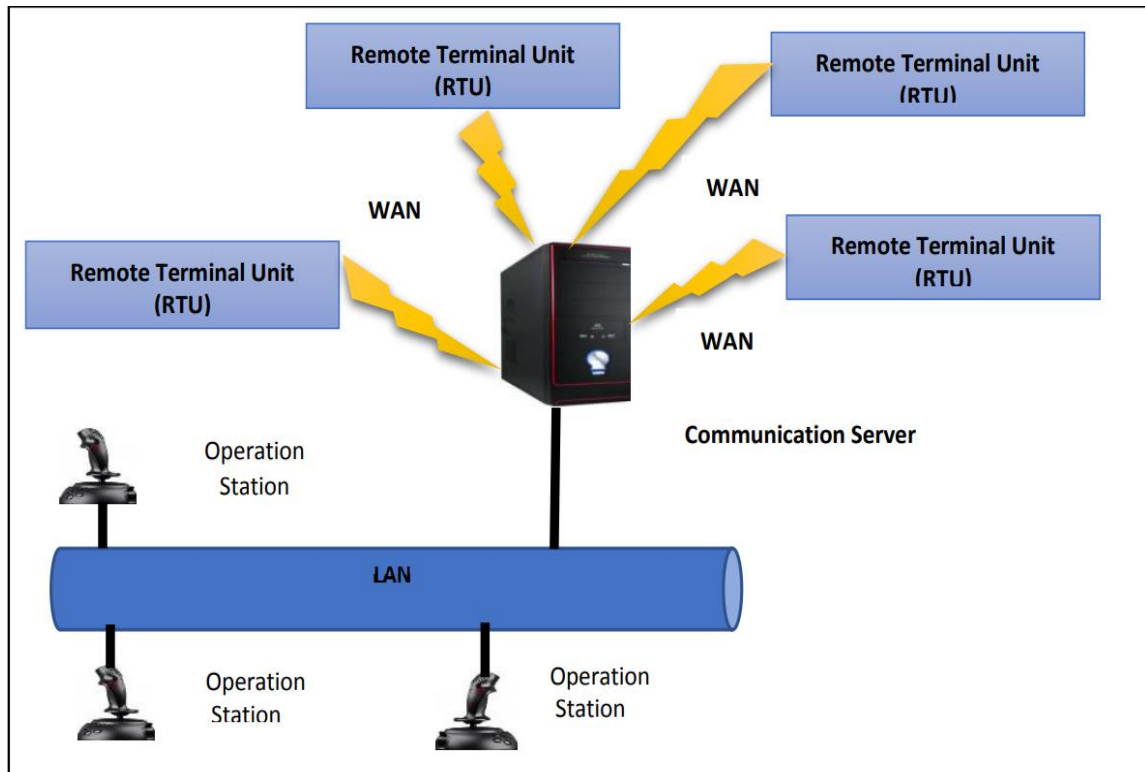 Remote Terminal Unit
(RTU)
Remote Terminal Unit
(RTU)
WAN
WAN
Remote Terminal Unit
(RTU)
Remote Terminal Unit
(RTU)
WAN
Communication Server
Operation
Station
LAN
Operation
Station
Operation
Station